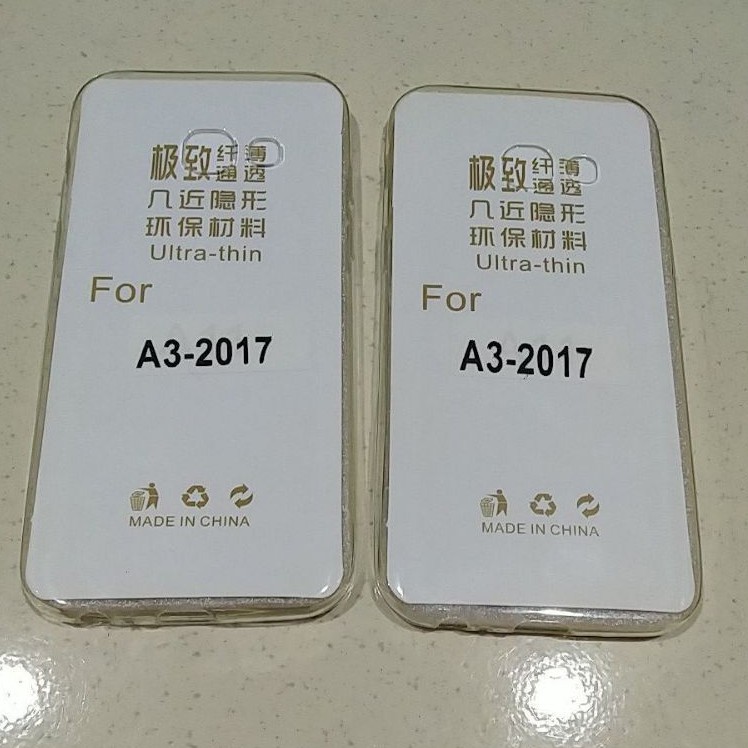 极致纤薄通透
几近隐形
环保材料
Ultra-thin
For
A3-2017
MADE IN CHINA
极致纤薄通透
几近隐形
环保材料
Ultra-thin
For
A3-2017
MADE IN CHINA